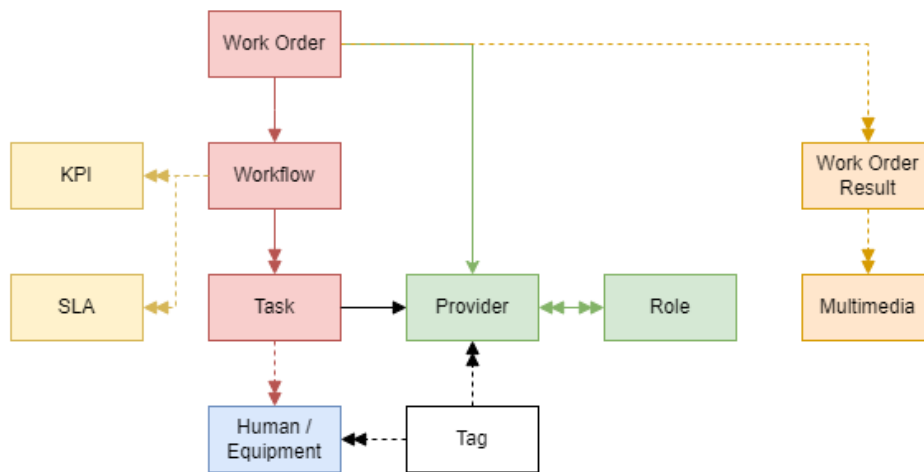 Work Order
KPI
Workflow
Work Order
Result
SLA
Task
Provider
Role
Multimedia
Human /
Equipment
Tag